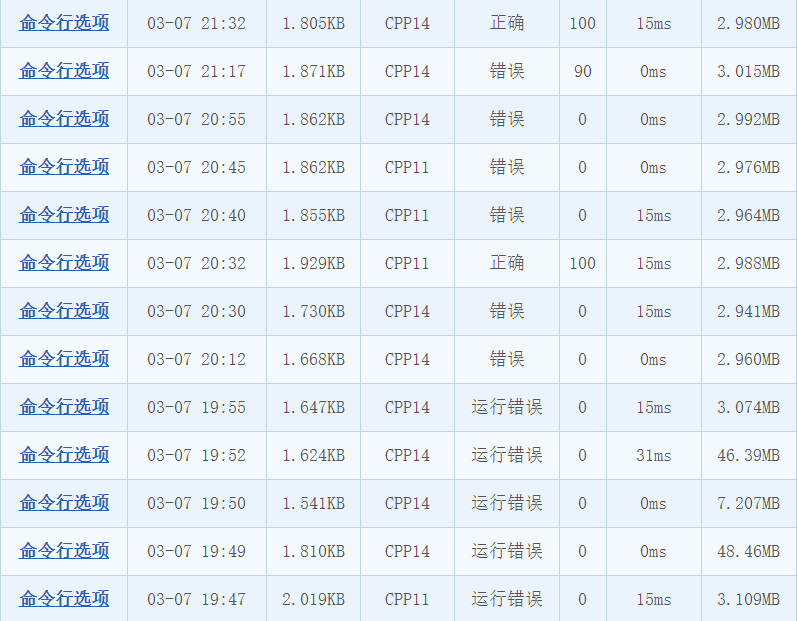 命令行选项 03-07 21:32 1.805KB CPP14 正确 100 15ms 2.980MB
命令行选项 03-07 21:17 1.871KB CPP14 错误 90 0ms 3.015MB
命令行选项 03-07 20:55 1.862KB CPP14 错误 0 0ms 2.992MB
命令行选项 03-07 20:45 1.862KB CPP11 错误 0 0ms 2.976MB
命令行选项 03-07 20:40 1.855KB CPP11 错误 0 15ms 2.964MB
命令行选项 03-07 20:32 1.929KB CPP11 正确 100 15ms 2.988MB
命令行选项 03-07 20:30 1.730KB CPP14 错误 0 15ms 2.941MB
命令行选项 03-07 20:12 1.668KB CPP14 错误 0 0ms 2.960MB
命令行选项 03-07 19:55 1.647KB CPP14 运行错误 0 15ms 3.074MB
命令行选项 03-07 19:52 1.624KB CPP14 运行错误 0 31ms 46.39MB
命令行选项 03-07 19:50 1.541KB CPP14 运行错误 0 0ms 7.207MB
命令行选项 03-07 19:49 1.810KB CPP14 运行错误 0 0ms 48.46MB
命令行选项 03-07 19:47 2.019KB CPP11 运行错误 0 15ms 3.109MB